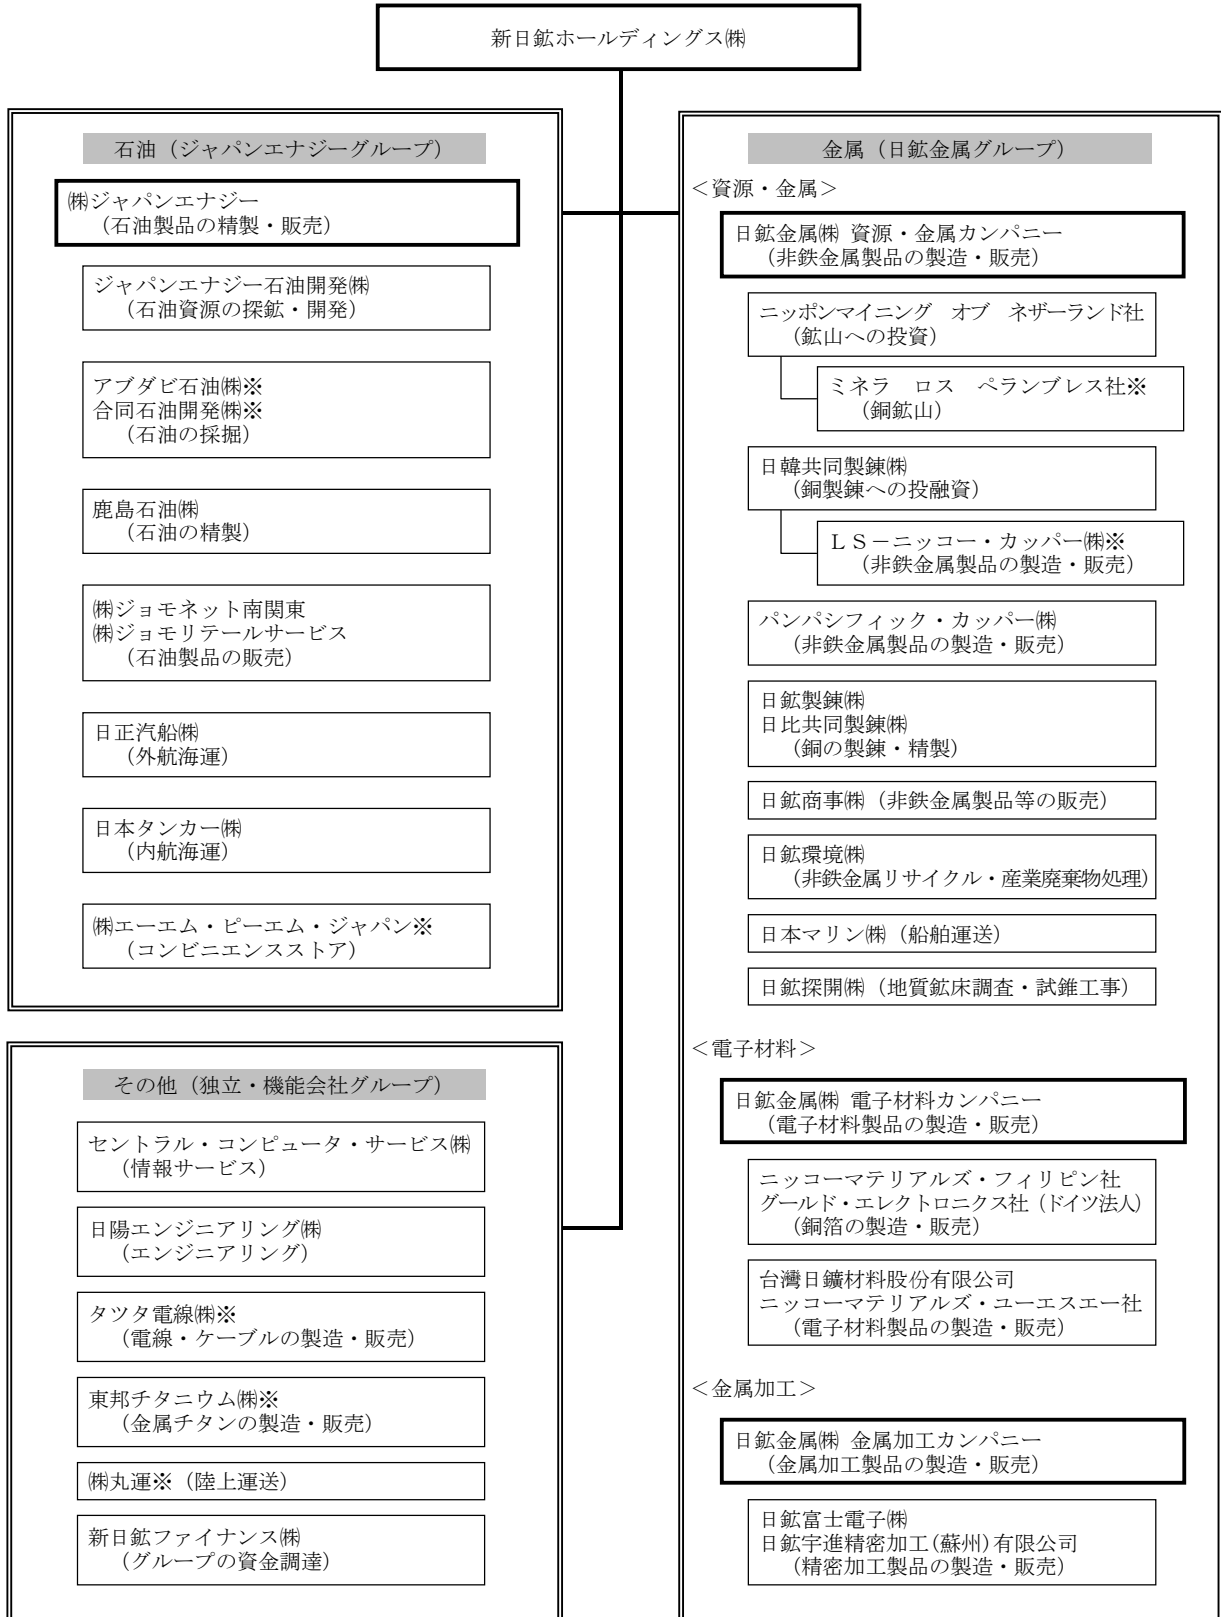 新日鉱ホールディングス㈱
石油（ジャパンエナジーグループ）
㈱ジャパンエナジー
（石油製品の精製・販売）
ジャパンエナジー石油開発㈱
（石油資源の探鉱・開発）
アブダビ石油㈱※
合同石油開発㈱※
（石油の採掘）
鹿島石油㈱
（石油の精製）
㈱ジョモネット南関東
㈱ジョモリテールサービス
（石油製品の販売）
日正汽船㈱
（外航海運）
日本タンカー㈱
（内航海運）
㈱エーエム・ピーエム・ジャパン※
（コンビニエンスストア）
その他（独立・機能会社グループ）
セントラル・コンピュータ・サービス㈱
（情報サービス）
日陽エンジニアリング㈱
（エンジニアリング）
タツタ電線㈱※
（電線・ケーブルの製造・販売）
東邦チタニウム㈱※
（金属チタンの製造・販売）
㈱丸運※（陸上運送）
新日鉱ファイナンス㈱
（グループの資金調達）
金属（日鉱金属グループ）
＜資源・金属＞
日鉱金属㈱ 資源・金属カンパニー
（非鉄金属製品の製造・販売）
ニッポンマイニング　オブ　ネザーランド社
（鉱山への投資）
ミネラ　ロス　ペランブレス社※
（銅鉱山）
日韓共同製錬㈱
（銅製錬への投融資）
ＬＳ－ニッコー・カッパー㈱※
（非鉄金属製品の製造・販売）
パンパシフィック・カッパー㈱
（非鉄金属製品の製造・販売）
日鉱製錬㈱
日比共同製錬㈱
（銅の製錬・精製）
日鉱商事㈱（非鉄金属製品等の販売）
日鉱環境㈱
（非鉄金属リサイクル・産業廃棄物処理）
日本マリン㈱（船舶運送）
日鉱探開㈱（地質鉱床調査・試錐工事）
＜電子材料＞
日鉱金属㈱ 電子材料カンパニー
（電子材料製品の製造・販売）
ニッコーマテリアルズ・フィリピン社
グールド・エレクトロニクス社（ドイツ法人）
（銅箔の製造・販売）
台灣日鑛材料股份有限公司
ニッコーマテリアルズ・ユーエスエー社
（電子材料製品の製造・販売）
＜金属加工＞
日鉱金属㈱ 金属加工カンパニー
（金属加工製品の製造・販売）
日鉱富士電子㈱
日鉱宇進精密加工(蘇州)有限公司
（精密加工製品の製造・販売）